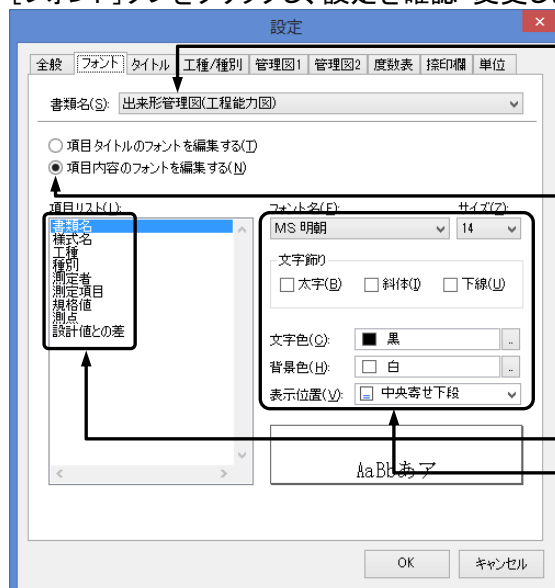 [フォント]タンをクリックし、設定を確認・変更し
設定
全般 フォント タイトル 工種/種別 管理図1 管理図2 度数表 捺印欄 単位
書類名(S): 出来形管理図(工程能力図)
項目タイトルのフォントを編集する(T)
項目内容のフォントを編集する(N)
項目リスト(L):
書類名
様式名
工種
種別
測定者
測定項目
規格値
測点
設計値との差
フォント名(F): サイズ(Z):
MS 明朝 14
文字飾り
太字(B) 斜体(I) 下線(U)
文字色(C): 黒 ..
背景色(H): 白 ..
表示位置(V): 中央寄せ下段
AaBbあア
OK キャンセル